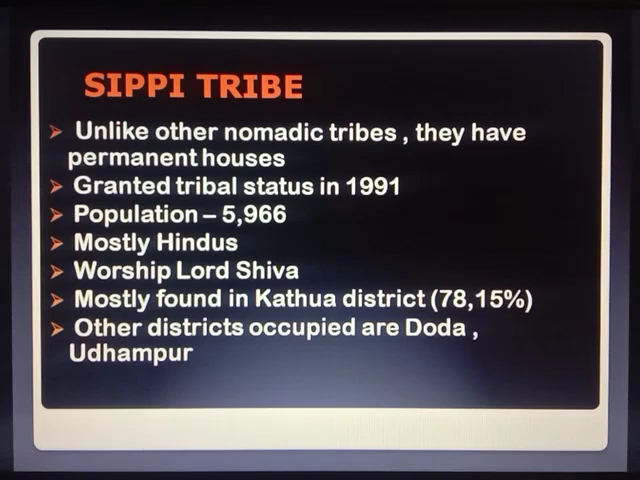 SIPPI TRIBE
➢ Unlike other nomadic tribes , they have
permanent houses
➢ Granted tribal status in 1991
➢ Population – 5,966
➢ Mostly Hindus
➢ Worship Lord Shiva
➢ Mostly found in Kathua district (78,15%)
➢ Other districts occupied are Doda ,
Udhampur